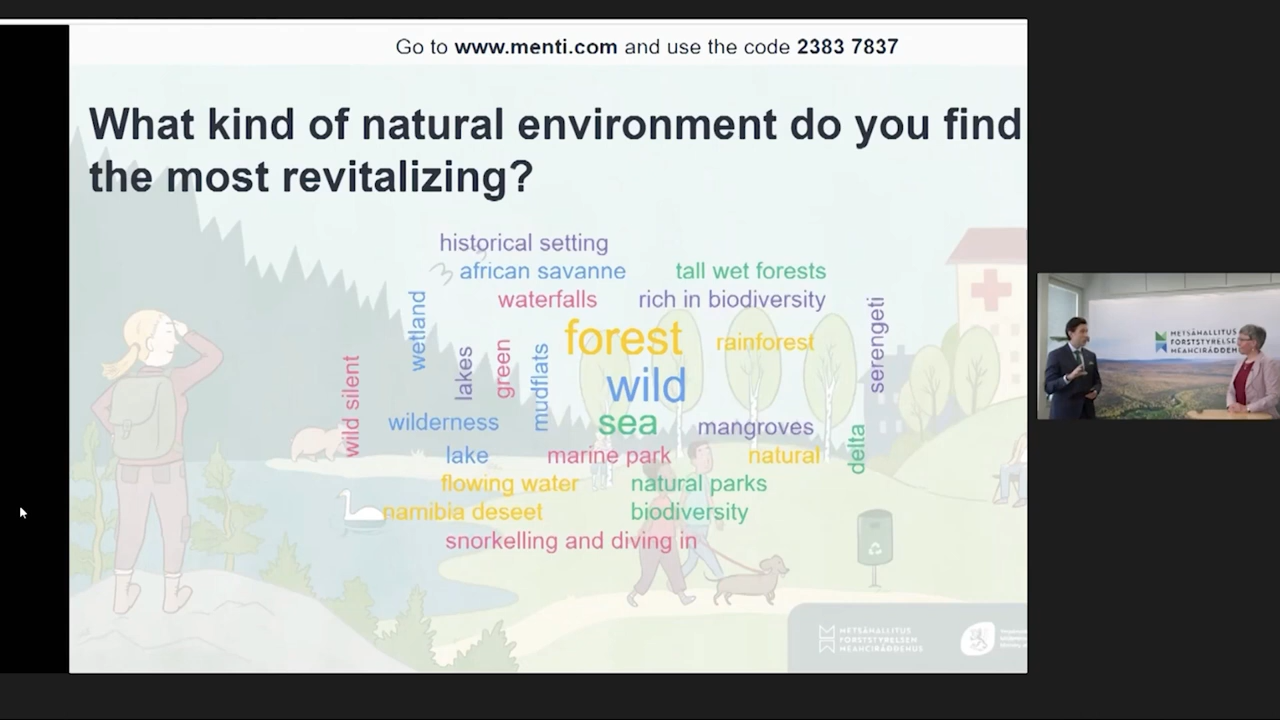 Go to www.menti.com and use the code 2383 7837
What kind of natural environment do you find
the most revitalizing?
historical setting
african savanne
tall wet forests
waterfalls
rich in biodiversity
wetland
forest
rainforest
serengeti
wild silent
lakes
green
mudflats
wild
wilderness
sea
mangroves
delta
lake
marine park
natural
flowing water
natural parks
namibia deseet
biodiversity
snorkelling and diving in
METSÄHALLITUS
FORSTSTYRELSEN
MEAHCIRÁĐĐEHUS
METSÄHALLITUS
FORSTSTYRELSE
MEAHCIRÁĐĐEH